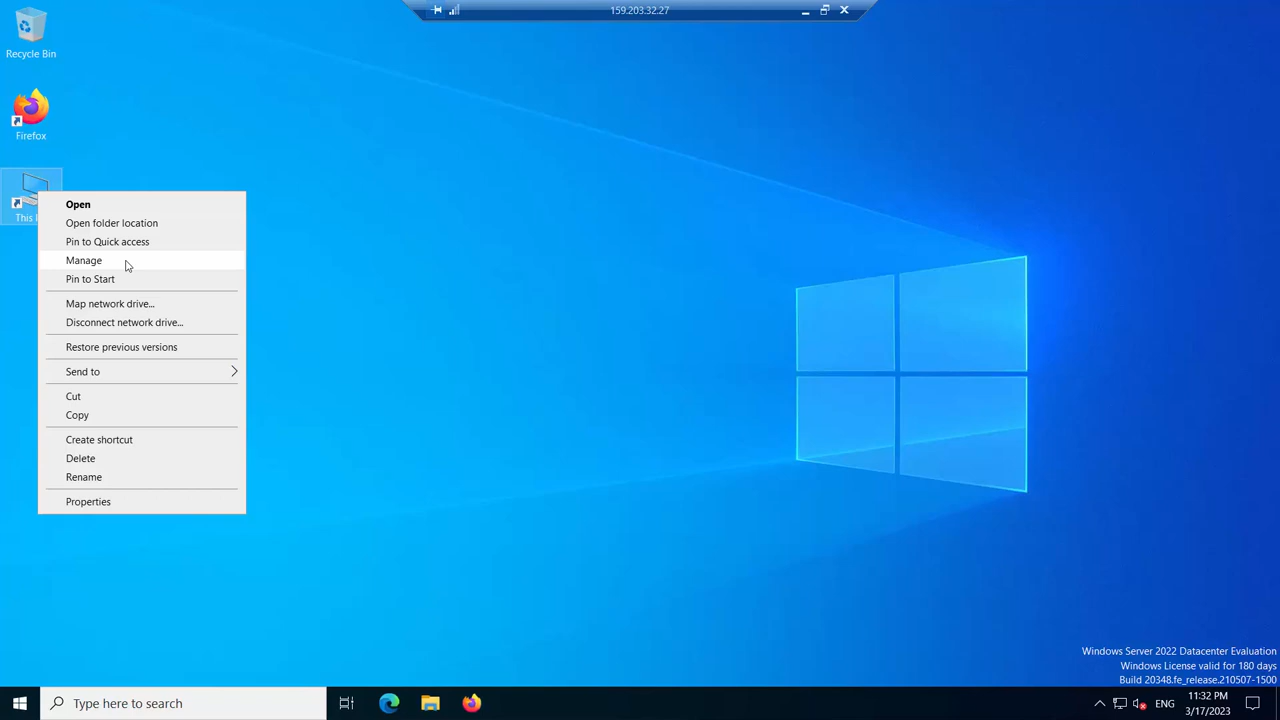 159.203.32.27
Recycle Bin
Firefox
This
Open
Open folder location
Pin to Quick access
Manage
Pin to Start
Map network drive...
Disconnect network drive...
Restore previous versions
Send to
Cut
Copy
Create shortcut
Delete
Rename
Properties
Windows Server 2022 Datacenter Evaluation
Windows License valid for 180 days
Build 20348.fe_release.210507-1500
Type here to search
ENG
11:32 PM
3/17/2023